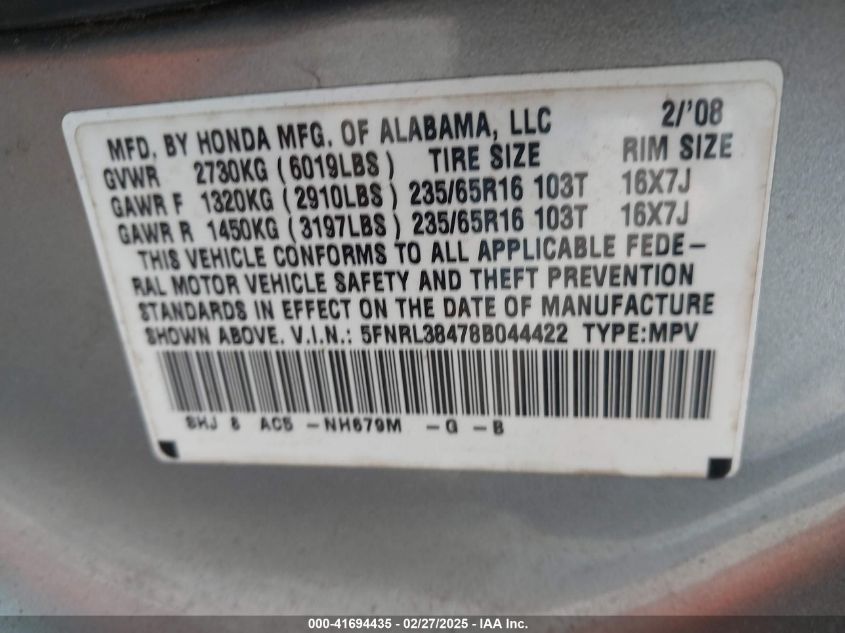 MFD. BY HONDA MFG. OF ALABAMA, LLC 2/'08
GVWR 2730KG (6019LBS) TIRE SIZE RIM SIZE
GAWR F 1320KG (2910LBS) 235/65R16 103T 16X7J
GAWR R 1450KG (3197LBS) 235/65R16 103T 16X7J
THIS VEHICLE CONFORMS TO ALL APPLICABLE FEDE-
RAL MOTOR VEHICLE SAFETY AND THEFT PREVENTION
STANDARDS IN EFFECT ON THE DATE OF MANUFACTURE
SHOWN ABOVE. V.I.N.: 5FNRL38478B044422 TYPE:MPV
SHJ 8 AC5 -NH679M -G -B
000-41694435 - 02/27/2025 - IAA Inc.